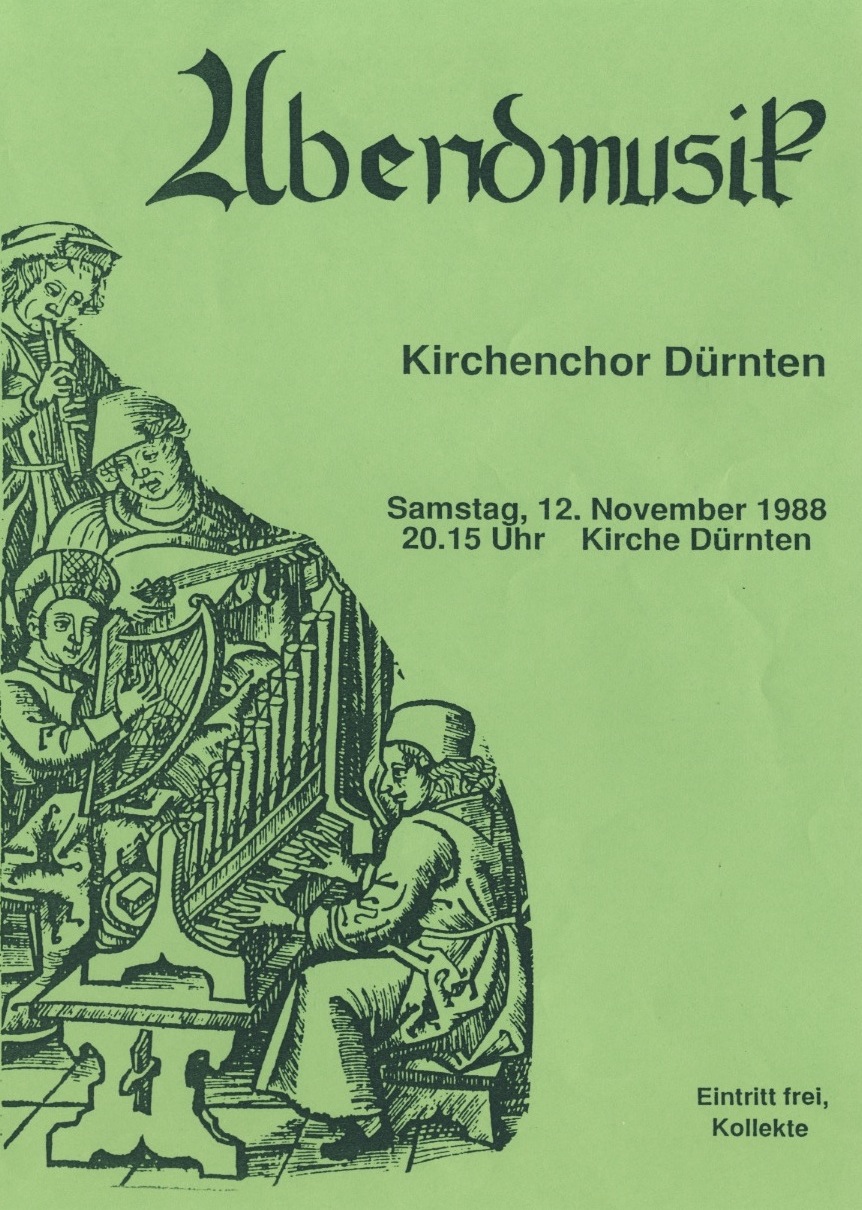 Abendmusik
Kirchenchor Dürnten
Samstag, 12. November 1988
20.15 Uhr Kirche Dürnten
Eintritt frei,
Kollekte